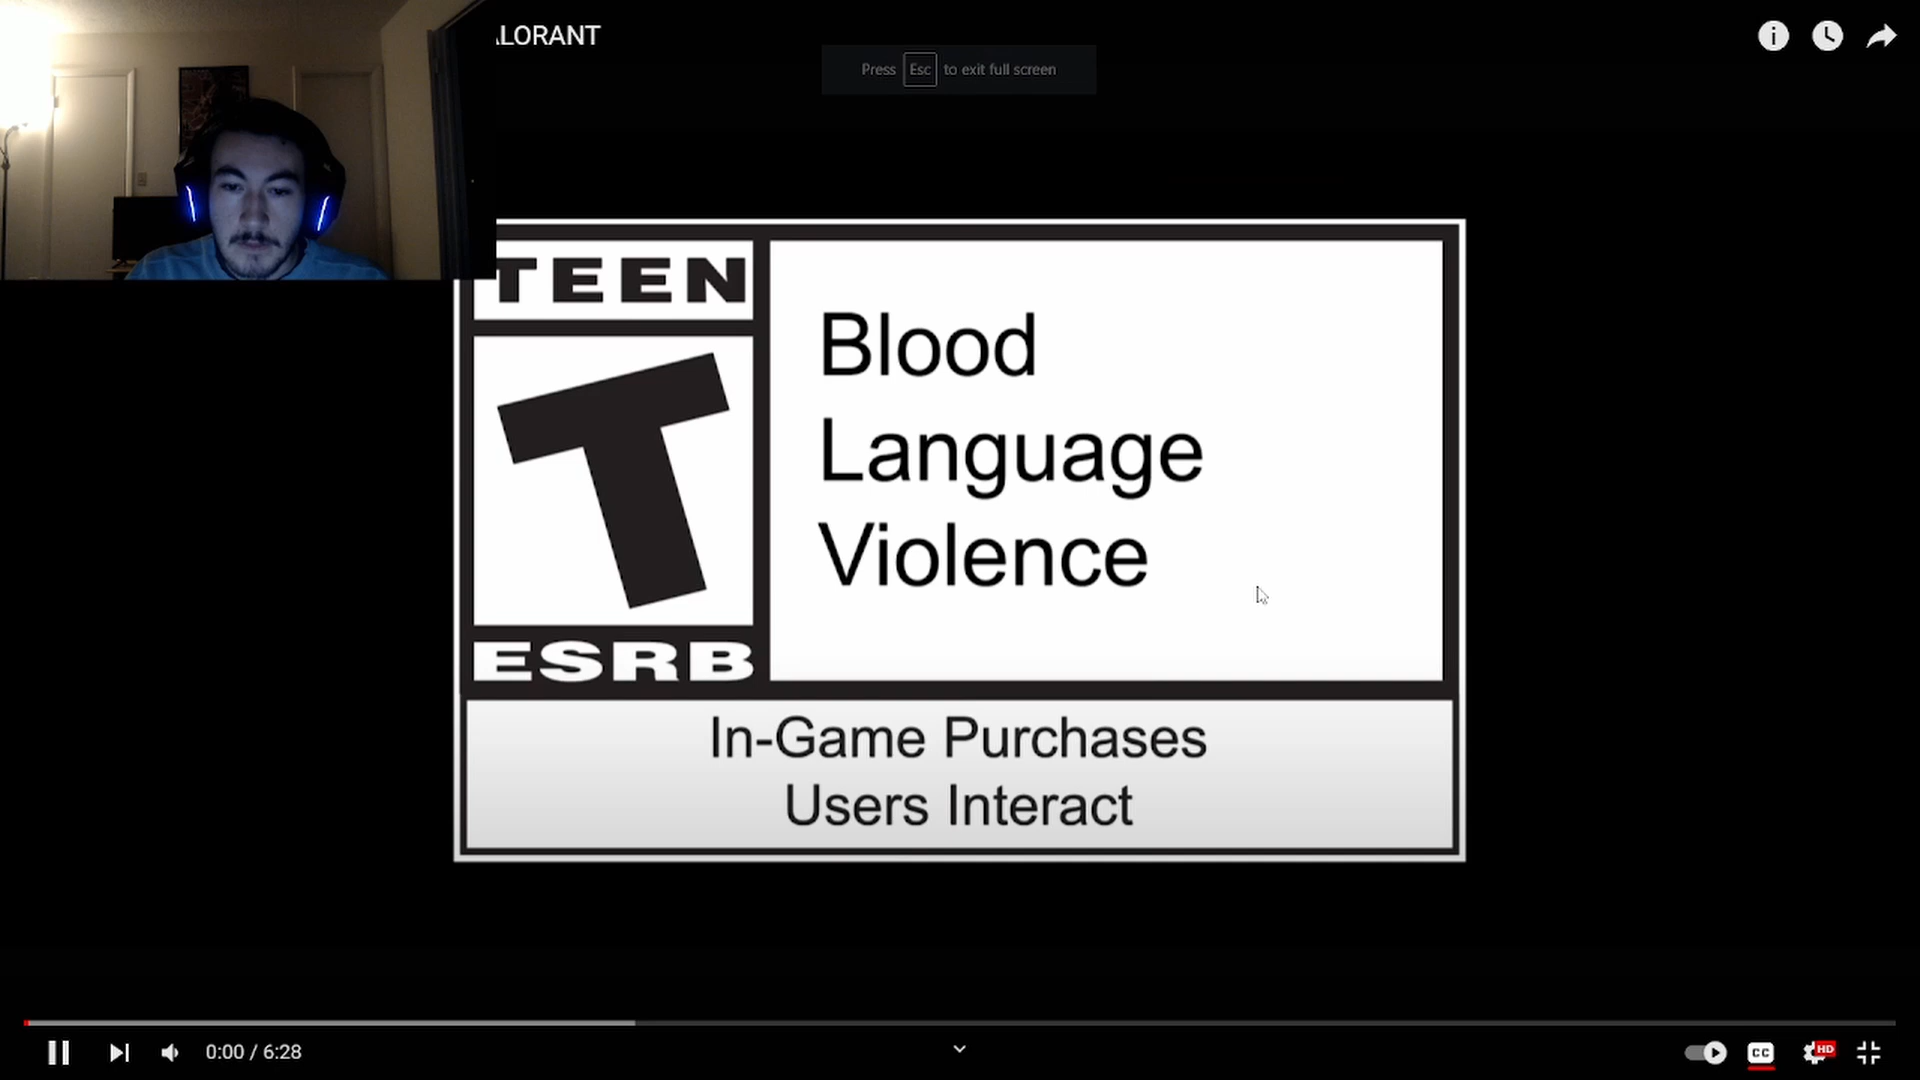 ALORANT
Press Esc to exit full screen
TEEN
T
ESRB
Blood
Language
Violence
In-Game Purchases
Users Interact
0:00 / 6:28
CC
HD